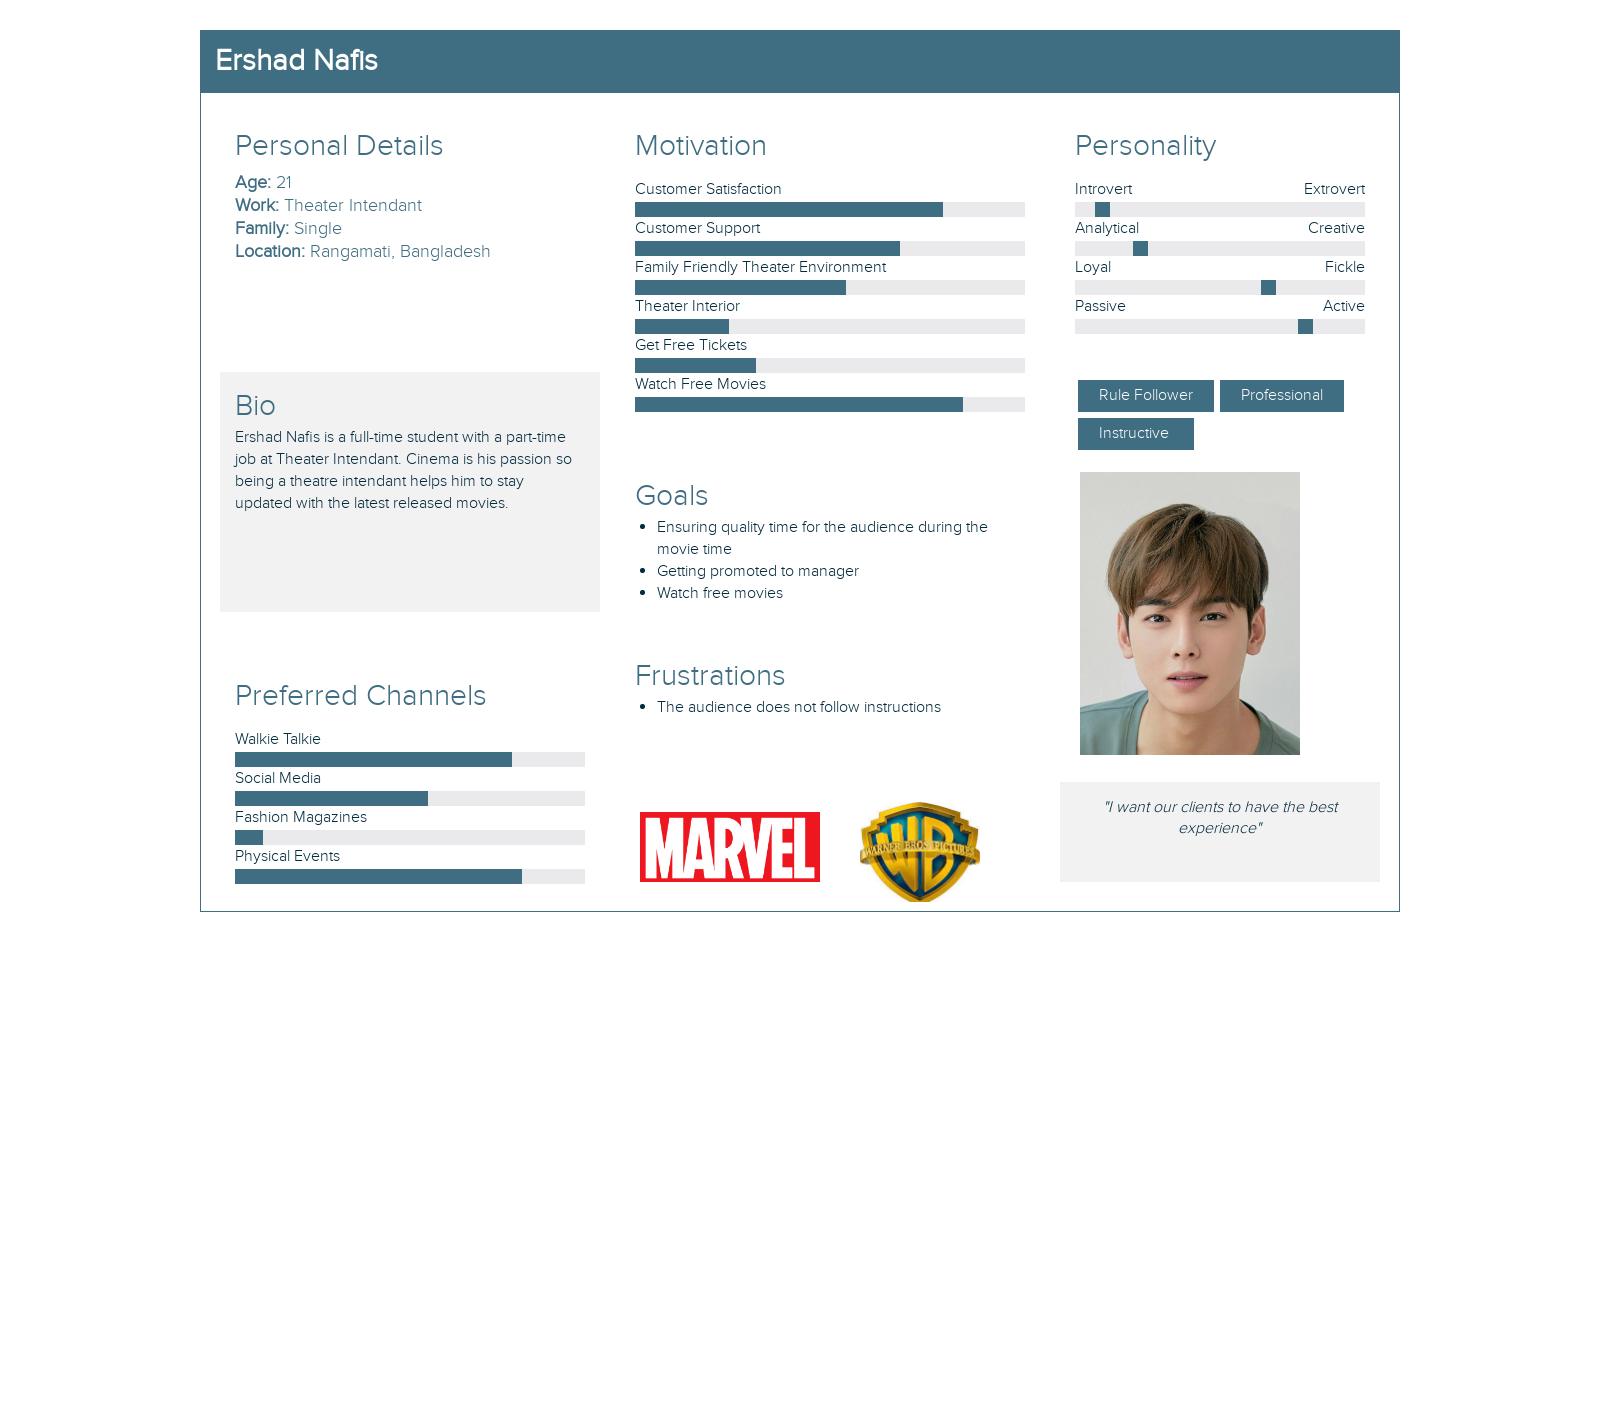 Ershad Nafis
Personal Details
Age: 21
Work: Theater Intendant
Family: Single
Location: Rangamati, Bangladesh
Bio
Ershad Nafis is a full-time student with a part-time
job at Theater Intendant. Cinema is his passion so
being a theatre intendant helps him to stay
updated with the latest released movies.
Preferred Channels
Walkie Talkie
Social Media
Fashion Magazines
Physical Events
Motivation
Customer Satisfaction
Customer Support
Family Friendly Theater Environment
Theater Interior
Get Free Tickets
Watch Free Movies
Goals
• Ensuring quality time for the audience during the
movie time
• Getting promoted to manager
• Watch free movies
Frustrations
• The audience does not follow instructions
MARVEL
WB
WARNER BROS. PICTURES
Personality
Introvert Extrovert
Analytical Creative
Loyal Fickle
Passive Active
Rule Follower Professional
Instructive
"I want our clients to have the best
experience"